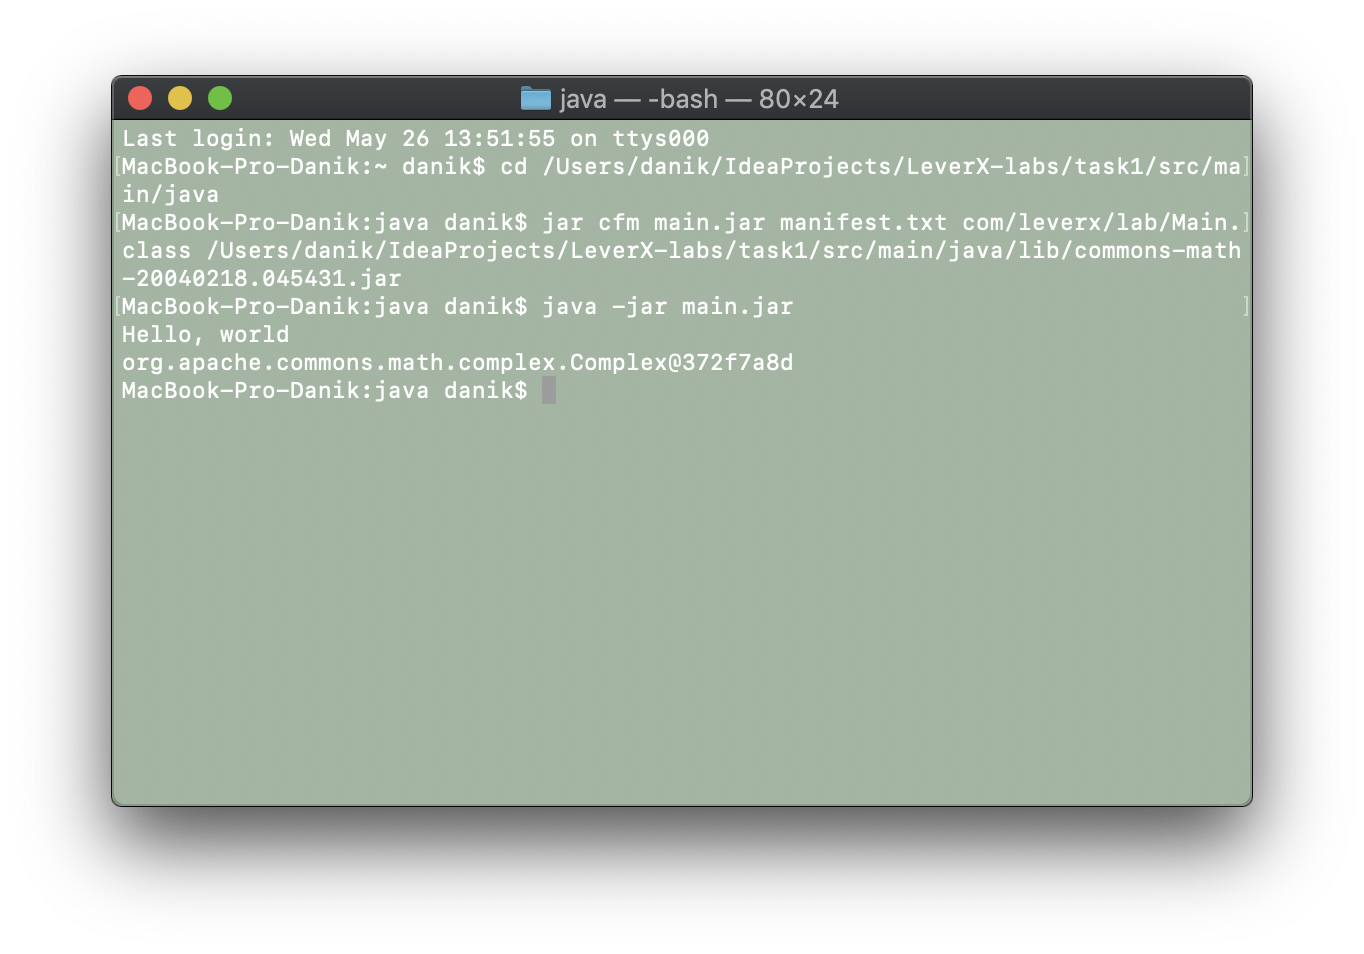 java — -bash — 80×24
Last login: Wed May 26 13:51:55 on ttys000
[MacBook-Pro-Danik:~ danik$ cd /Users/danik/IdeaProjects/LeverX-labs/task1/src/ma]
in/java
[MacBook-Pro-Danik:java danik$ jar cfm main.jar manifest.txt com/leverx/lab/Main.]
class /Users/danik/IdeaProjects/LeverX-labs/task1/src/main/java/lib/commons-math
-20040218.045431.jar
[MacBook-Pro-Danik:java danik$ java -jar main.jar ]
Hello, world
org.apache.commons.math.complex.Complex@372f7a8d
MacBook-Pro-Danik:java danik$